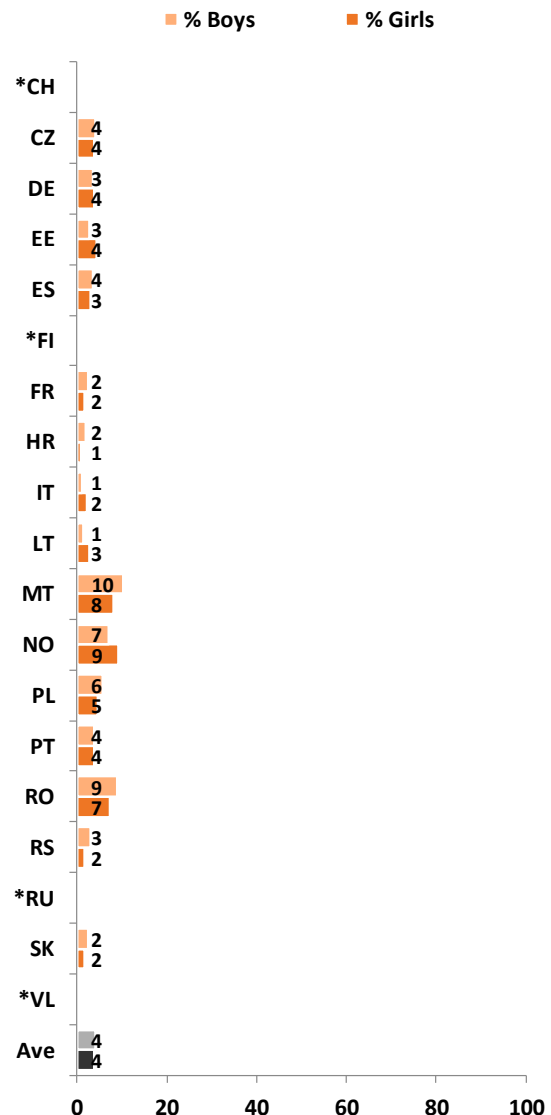 % Boys % Girls
*CH
CZ 4
4
DE 3
4
EE 3
4
ES 4
3
*FI
FR 2
2
HR 2
1
IT 1
2
LT 1
3
MT 10
8
NO 7
9
PL 6
5
PT 4
4
RO 9
7
RS 3
2
*RU
SK 2
2
*VL
Ave 4
4
0 20 40 60 80 100